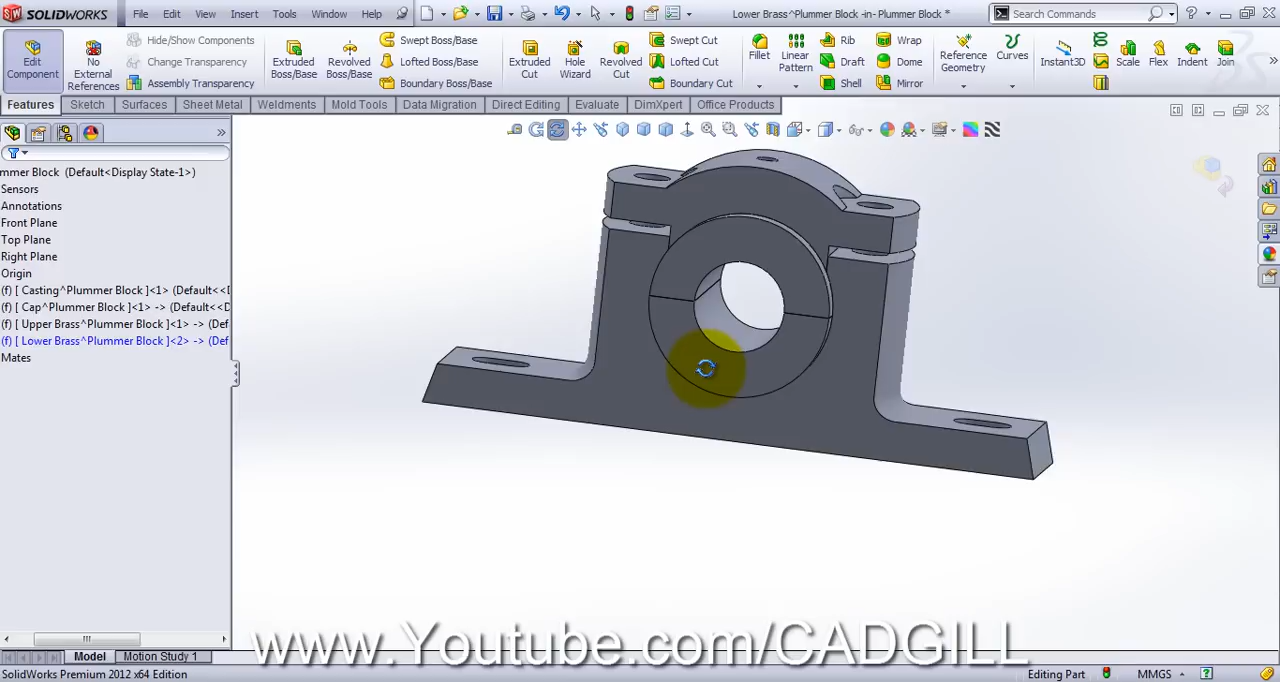 SOLIDWORKS File Edit View Insert Tools Window Help Lower Brass^Plummer Block -in- Plummer Block * Search Commands ?
Edit Component
No External References
Hide/Show Components
Change Transparency
Assembly Transparency
Extruded Boss/Base
Revolved Boss/Base
Swept Boss/Base
Lofted Boss/Base
Boundary Boss/Base
Extruded Cut
Hole Wizard
Revolved Cut
Swept Cut
Lofted Cut
Boundary Cut
Fillet
Linear Pattern
Rib
Draft
Shell
Wrap
Dome
Mirror
Reference Geometry
Curves
Instant3D
Scale
Flex
Indent
Join
Features Sketch Surfaces Sheet Metal Weldments Mold Tools Data Migration Direct Editing Evaluate DimXpert Office Products
mmer Block (Default<Display State-1>)
Sensors
Annotations
Front Plane
Top Plane
Right Plane
Origin
(f) [ Casting^Plummer Block ]<1> (Default<<D
(f) [ Cap^Plummer Block ]<1> -> (Default<<D
(f) [ Upper Brass^Plummer Block ]<1> -> (Def
(f) [ Lower Brass^Plummer Block ]<2> -> (Def
Mates
www.Youtube.com/CADGILL
Model Motion Study 1
SolidWorks Premium 2012 x64 Edition Editing Part MMGS ?